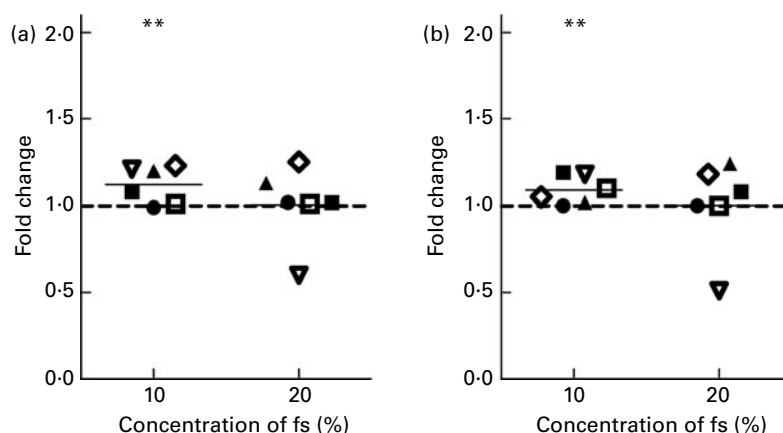 (a)
**
2·0
1·5
1·0
0·5
0·0
Fold change
10
20
Concentration of fs (%)
(b)
**
2·0
1·5
1·0
0·5
0·0
Fold change
10
20
Concentration of fs (%)